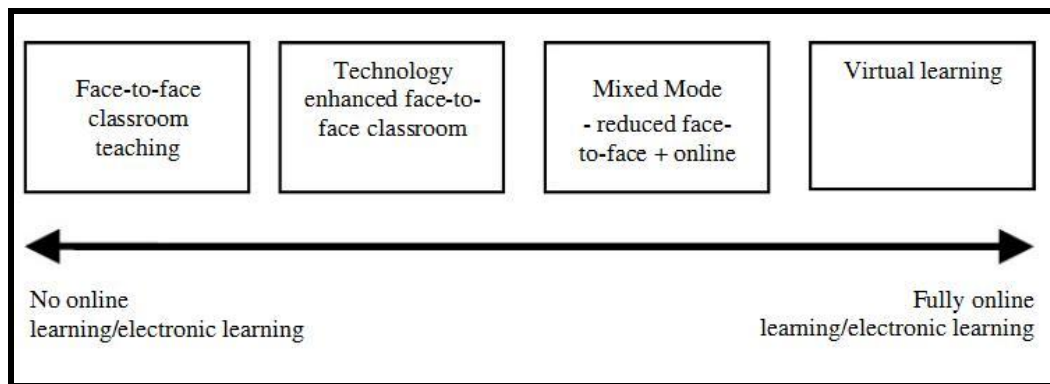 Face-to-face
classroom
teaching
Technology
enhanced face-to-
face classroom
Mixed Mode
- reduced face-
to-face + online
Virtual learning
No online
learning/electronic learning
Fully online
learning/electronic learning